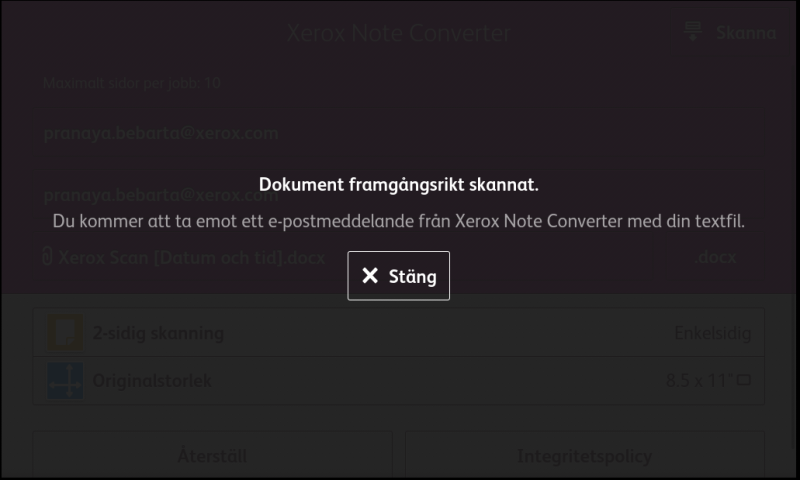 Xerox Note Converter
Skanna
Maximalt sidor per jobb: 10
pranaya.bebarta@xerox.com
pranaya.bebarta@xerox.com
Dokument framgångsrikt skannat.
Du kommer att ta emot ett e-postmeddelande från Xerox Note Converter med din textfil.
Xerox Scan [Datum och tid].docx
.docx
Stäng
2-sidig skanning
Enkelsidig
Originalstorlek
8.5 x 11"
Återställ
Integritetspolicy